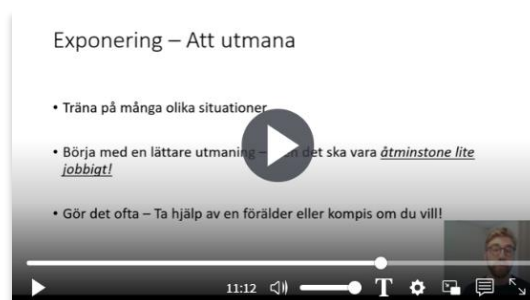 Exponering – Att utmana
• Träna på många olika situationer
• Börja med en lättare utmaning – det ska vara åtminstone lite
jobbigt!
• Gör det ofta – Ta hjälp av en förälder eller kompis om du vill!
11:12 T